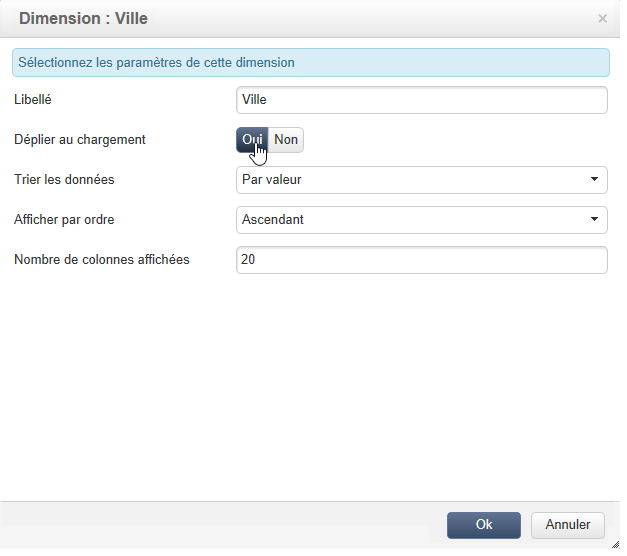 Dimension : Ville
×
Sélectionnez les paramètres de cette dimension
Libellé Ville
Déplier au chargement Oui Non
Trier les données Par valeur
Afficher par ordre Ascendant
Nombre de colonnes affichées 20
Ok Annuler